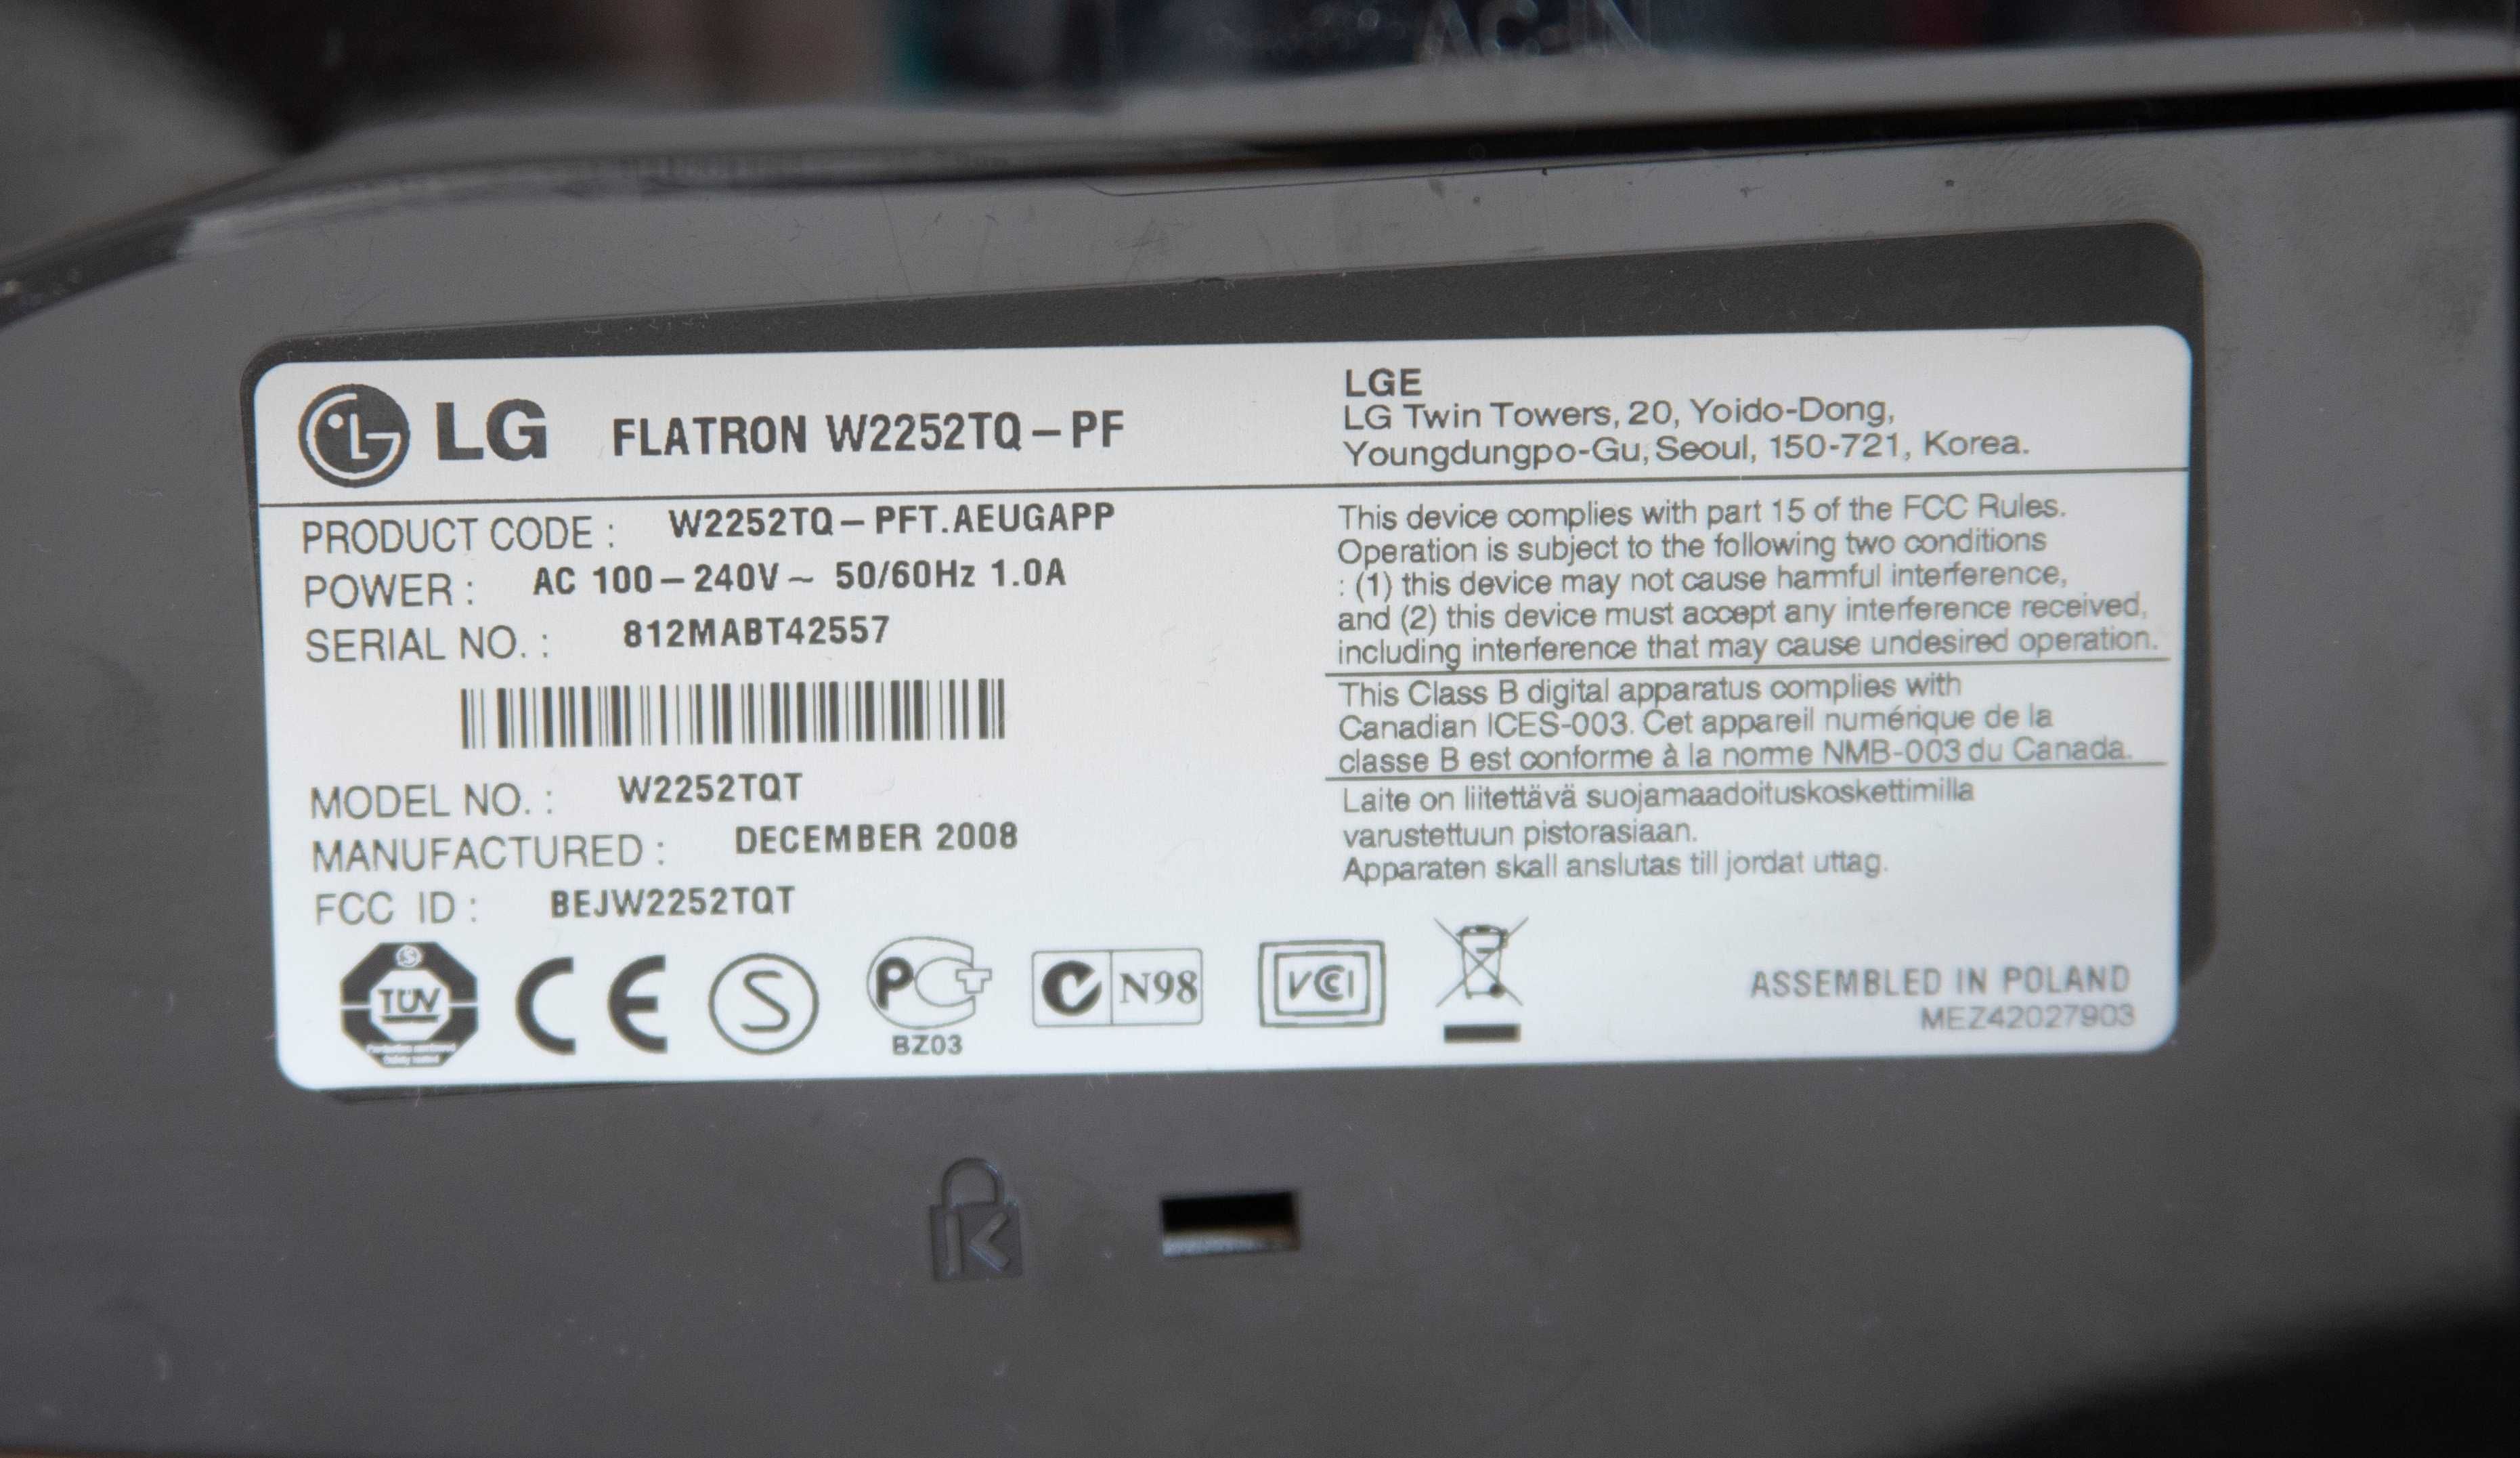 AC-IN
LG FLATRON W2252TQ–PF
LGE
LG Twin Towers, 20, Yoido-Dong,
Youngdungpo-Gu, Seoul, 150-721, Korea.
PRODUCT CODE : W2252TQ–PFT.AEUGAPP
POWER : AC 100–240V~ 50/60Hz 1.0A
SERIAL NO. : 812MABT42557
MODEL NO. : W2252TQT
MANUFACTURED : DECEMBER 2008
FCC ID : BEJW2252TQT
This device complies with part 15 of the FCC Rules.
Operation is subject to the following two conditions
: (1) this device may not cause harmful interference,
and (2) this device must accept any interference received,
including interference that may cause undesired operation.
This Class B digital apparatus complies with
Canadian ICES-003. Cet appareil numérique de la
classe B est conforme à la norme NMB-003 du Canada.
Laite on liitettävä suojamaadoituskoskettimilla
varustettuun pistorasiaan.
Apparaten skall anslutas till jordat uttag.
TÜV CE S PCT N98 VCI
BZ03
ASSEMBLED IN POLAND
MEZ42027903
K